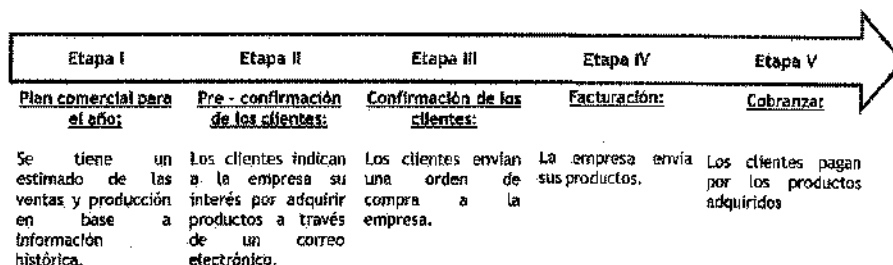 Etapa I
Etapa II
Etapa III
Etapa IV
Etapa V
Plan comercial para
el año:
Se tiene un
estimado de las
ventas y producción
en base a
información
histórica.
Pre - confirmación
de los clientes:
Los clientes indican
a la empresa su
interés por adquirir
productos a través
de un correo
electrónico.
Confirmación de los
clientes:
Los clientes envían
una orden de
compra a la
empresa.
Facturación:
La empresa envía
sus productos.
Cobranza:
Los clientes pagan
por los productos
adquiridos